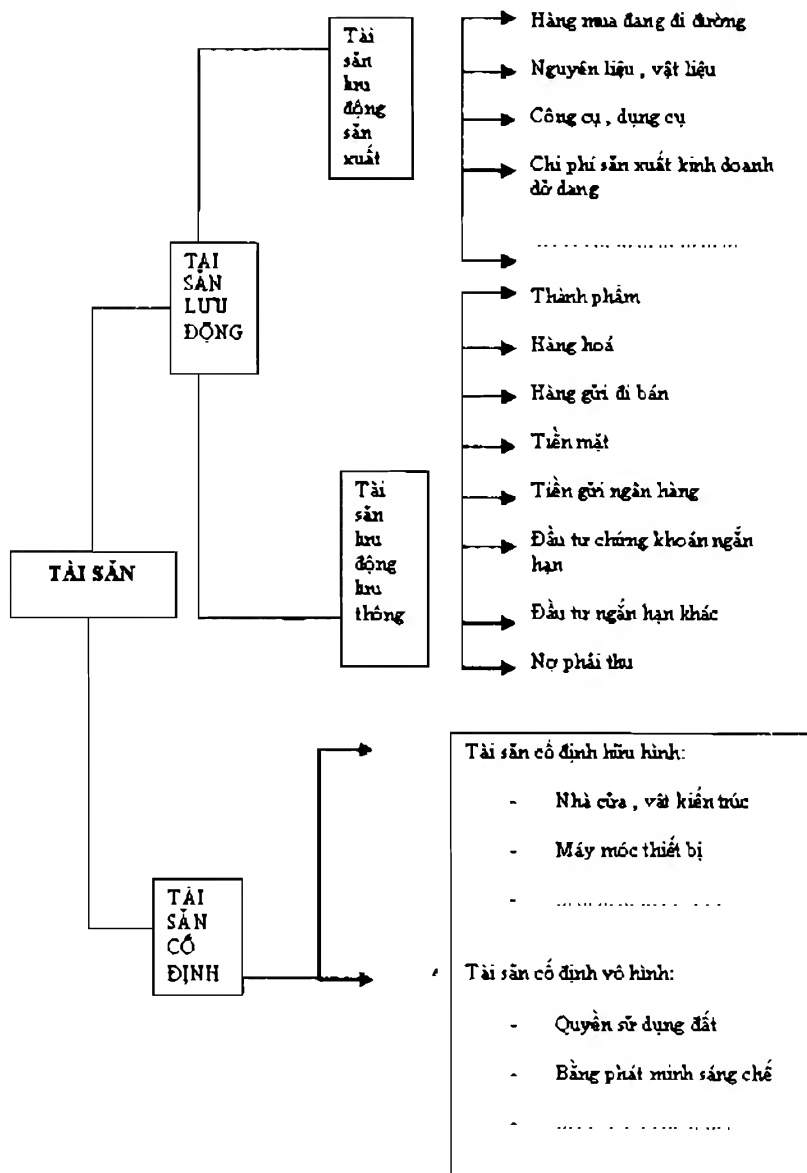 Tài
sản
lưu
động
sản
xuất
Hàng mua đang đi đường
Nguyên liệu , vật liệu
Công cụ , dụng cụ
Chi phí sản xuất kinh doanh
dở dang
................................
TÀI
SẢN
LƯU
ĐỘNG
Tài
sản
lưu
động
lưu
thông
Thành phẩm
Hàng hoá
Hàng gửi đi bán
Tiền mặt
Tiền gửi ngân hàng
Đầu tư chứng khoán ngắn
hạn
Đầu tư ngắn hạn khác
Nợ phải thu
TÀI SẢN
TÀI
SẢN
CỐ
ĐỊNH
Tài sản cố định hữu hình:
- Nhà cửa , vật kiến trúc
- Máy móc thiết bị
- ................................
Tài sản cố định vô hình:
- Quyền sử dụng đất
- Bằng phát minh sáng chế
- ................................